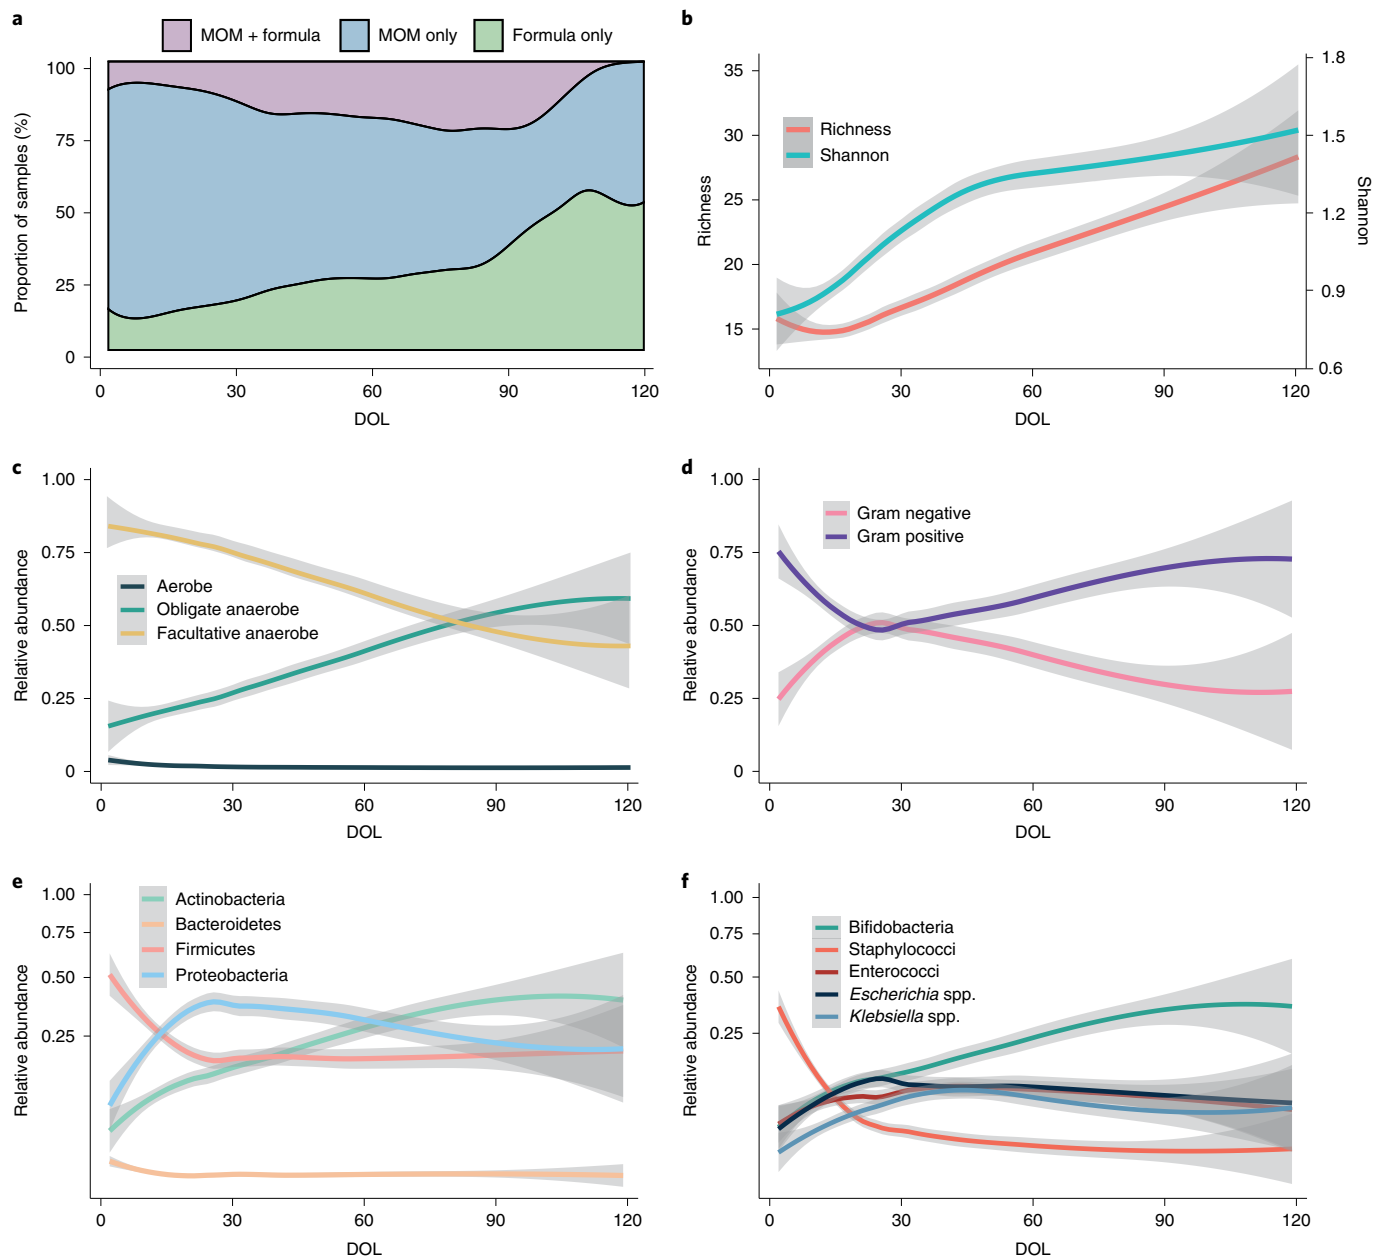 a
MOM + formula
MOM only
Formula only
Proportion of samples (%)
100
75
50
25
0
0
30
60
90
120
DOL
b
Richness
Shannon
Richness
35
30
25
20
15
Shannon
1.8
1.5
1.2
0.9
0.6
0
30
60
90
120
DOL
c
Relative abundance
1.00
0.75
0.50
0.25
0
Aerobe
Obligate anaerobe
Facultative anaerobe
0
30
60
90
120
DOL
d
Relative abundance
1.00
0.75
0.50
0.25
0
Gram negative
Gram positive
0
30
60
90
120
DOL
e
Relative abundance
1.00
0.75
0.50
0.25
Actinobacteria
Bacteroidetes
Firmicutes
Proteobacteria
0
30
60
90
120
DOL
f
Relative abundance
1.00
0.75
0.50
0.25
Bifidobacteria
Staphylococci
Enterococci
Escherichia spp.
Klebsiella spp.
0
30
60
90
120
DOL